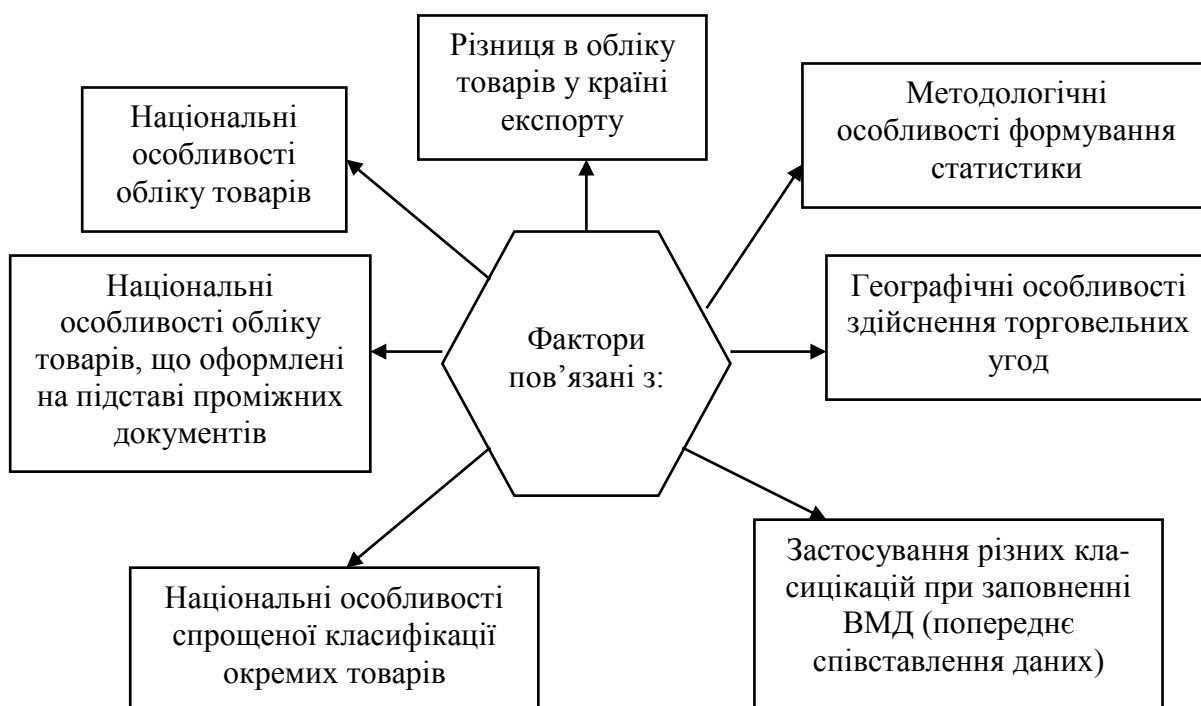 Різниця в обліку
товарів у країні
експорту
Національні
особливості
обліку товарів
Методологічні
особливості формування
статистики
Національні
особливості обліку
товарів, що оформлені
на підставі проміжних
документів
Фактори
пов’язані з:
Географічні особливості
здійснення торговельних
угод
Національні особливості
спрощеної класифікації
окремих товарів
Застосування різних кла-
сицікацій при заповненні
ВМД (попереднє
співставлення даних)